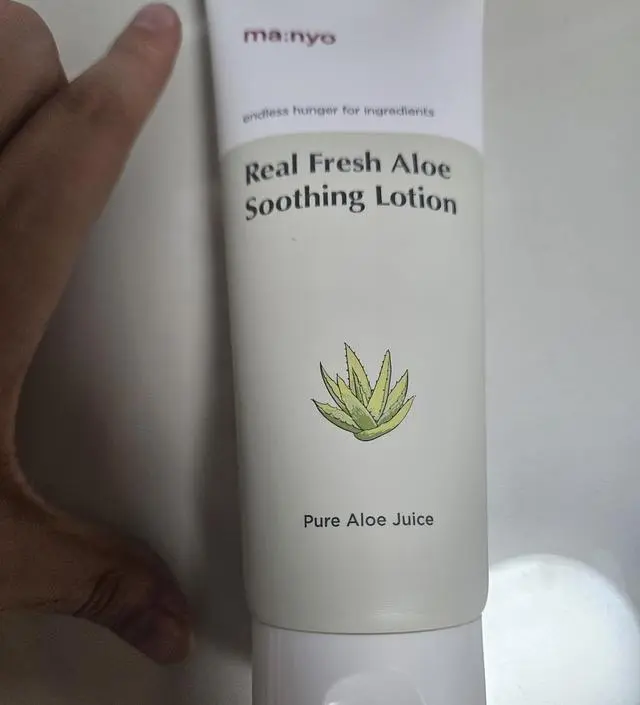 ma:nyo
endless hunger for ingredients
Real Fresh Aloe
Soothing Lotion
Pure Aloe Juice